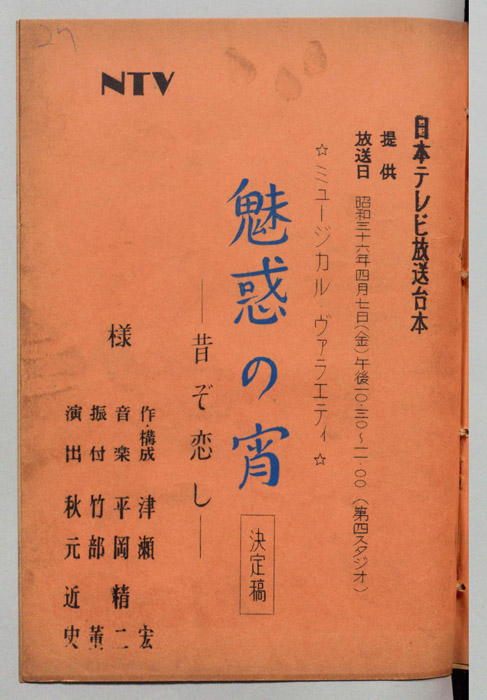 27
NTV
日本テレビ放送台本
提供
放送日 昭和三十六年四月七日(金)午後一〇・三〇~一一・〇〇(第四スタジオ)
☆ミュージカル ヴァラエティ☆
魅惑の宵
決定稿
―昔ぞ恋し―
様
作・構成 津瀬 宏
音楽 平岡精二
振付 竹部 董
演出 秋元近史